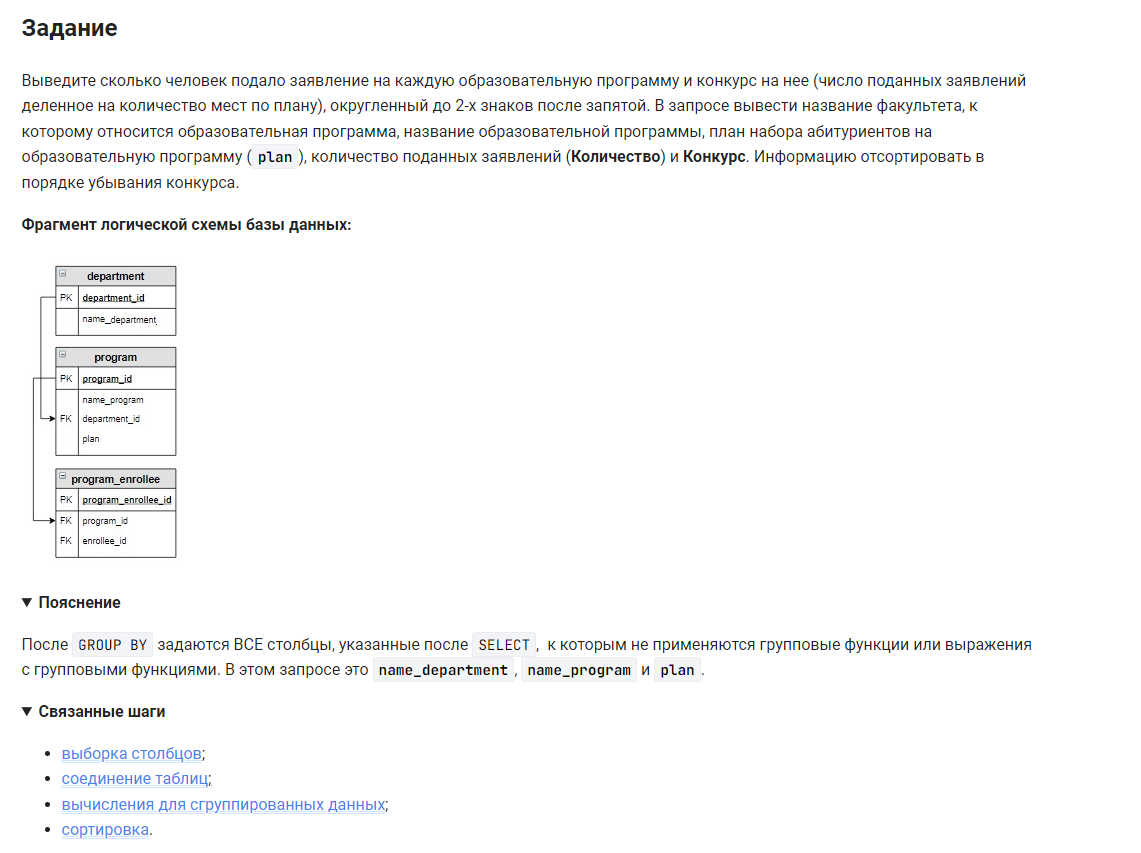 Задание
Выведите сколько человек подало заявление на каждую образовательную программу и конкурс на нее (число поданных заявлений
деленное на количество мест по плану), округленный до 2-х знаков после запятой. В запросе вывести название факультета, к
которому относится образовательная программа, название образовательной программы, план набора абитуриентов на
образовательную программу ( plan ), количество поданных заявлений (Количество) и Конкурс. Информацию отсортировать в
порядке убывания конкурса.
Фрагмент логической схемы базы данных:
department
PK department_id
name_department
program
PK program_id
name_program
FK department_id
plan
program_enrollee
PK program_enrollee_id
FK program_id
FK enrollee_id
Пояснение
После GROUP BY задаются ВСЕ столбцы, указанные после SELECT , к которым не применяются групповые функции или выражения
с групповыми функциями. В этом запросе это name_department , name_program и plan .
Связанные шаги
выборка столбцов;
соединение таблиц;
вычисления для сгруппированных данных;
сортировка.